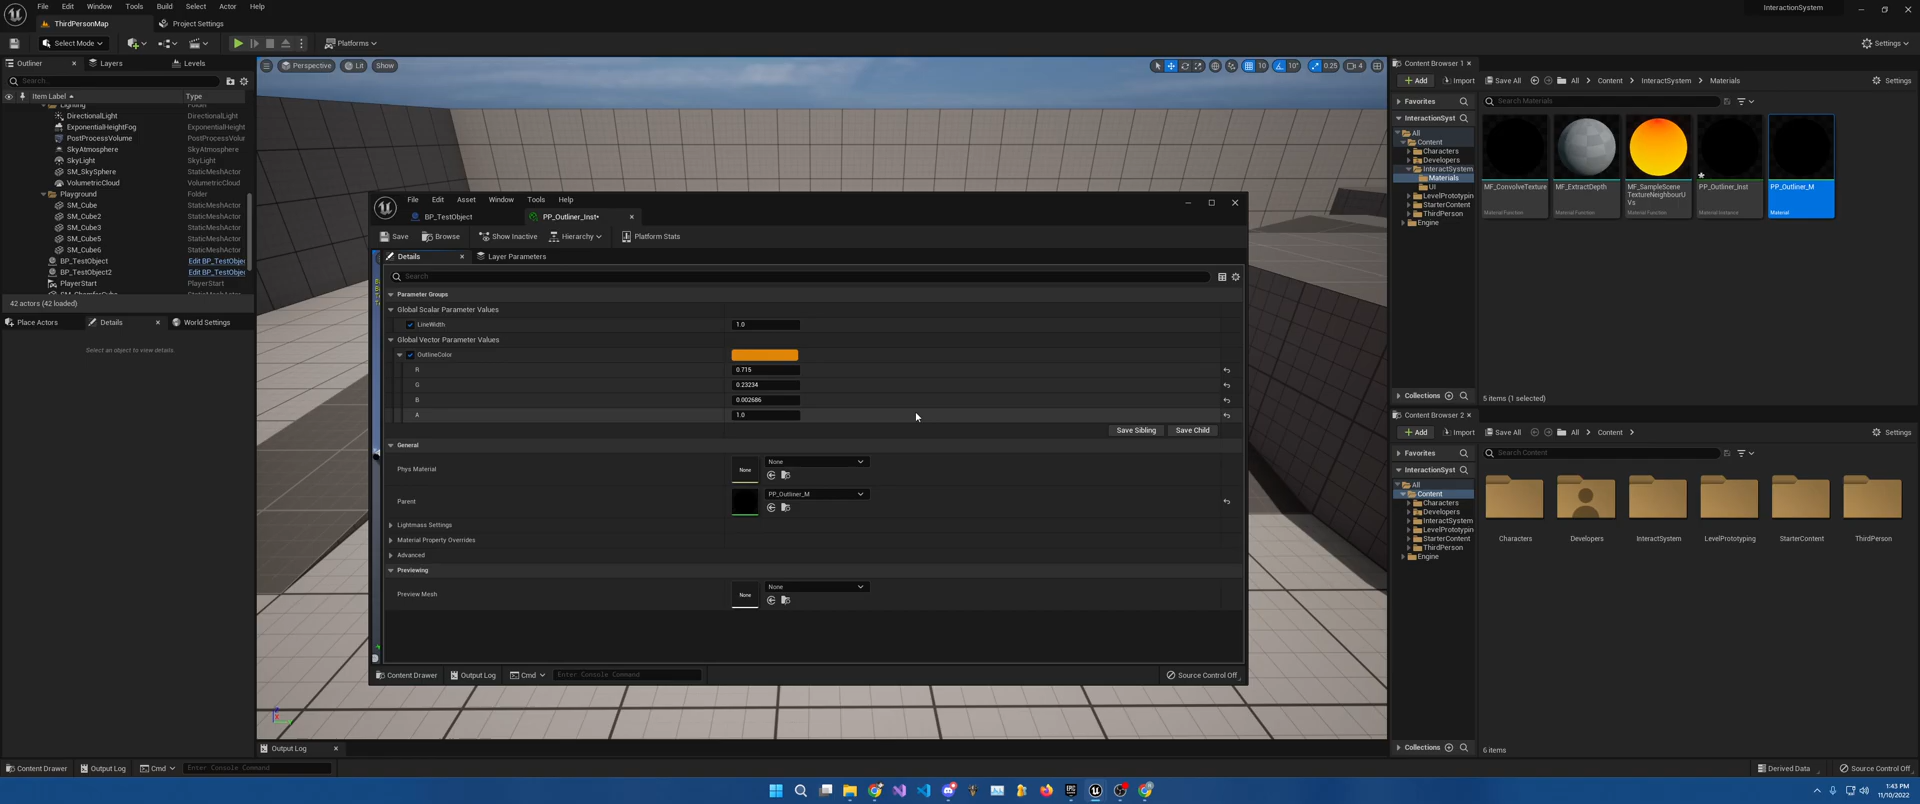 File Edit Window Tools Build Select Actor Help
InteractionSystem
ThirdPersonMap
Project Settings
Select Mode
Platforms
Settings
Outliner
Layers
Levels
Search...
Item Label
Type
Lighting Folder
DirectionalLight DirectionalLight
ExponentialHeightFog ExponentialHeight
PostProcessVolume PostProcessVolur
SkyAtmosphere SkyAtmosphere
SkyLight SkyLight
SM_SkySphere StaticMeshActor
VolumetricCloud VolumetricCloud
Playground Folder
SM_Cube StaticMeshActor
SM_Cube2 StaticMeshActor
SM_Cube3 StaticMeshActor
SM_Cube5 StaticMeshActor
SM_Cube6 StaticMeshActor
BP_TestObject Edit BP_TestObjec
BP_TestObject2 Edit BP_TestObjec
PlayerStart PlayerStart
42 actors (42 loaded)
Place Actors
Details
World Settings
Select an object to view details.
Perspective
Lit
Show
10
10°
0.25
4
File Edit Asset Window Tools Help
BP_TestObject
PP_Outliner_Inst•
Save
Browse
Show Inactive
Hierarchy
Platform Stats
Details
Layer Parameters
Search
Parameter Groups
Global Scalar Parameter Values
LineWidth 1.0
Global Vector Parameter Values
OutlineColor
R 0.715
G 0.23234
B 0.002686
A 1.0
Save Sibling
Save Child
General
Phys Material None None
Parent PP_Outliner_M
Lightmass Settings
Material Property Overrides
Advanced
Previewing
Preview Mesh None None
Content Drawer
Output Log
Cmd
Enter Console Command
Source Control Off
Output Log
Content Browser 1
Add
Import
Save All
All
Content
InteractionSystem
Materials
Settings
Favorites
Search Materials
InteractionSyst
All
Content
Characters
Developers
InteractSystem
Materials
UI
LevelPrototypin
StarterContent
ThirdPerson
Engine
MF_ConvolveTexture
Material Function
MF_ExtractDepth
Material Function
MF_SampleScene
TextureNeighbourU
Vs
Material Function
PP_Outliner_Inst
Material Instance
PP_Outliner_M
Material
Collections
5 items (1 selected)
Content Browser 2
Add
Import
Save All
All
Content
Settings
Favorites
Search Content
InteractionSyst
All
Content
Characters
Developers
InteractSystem
LevelPrototypin
StarterContent
ThirdPerson
Engine
Characters
Developers
InteractSystem
LevelPrototyping
StarterContent
ThirdPerson
Collections
6 items
Content Drawer
Output Log
Cmd
Enter Console Command
Derived Data
Source Control Off
1:43 PM
11/10/2022